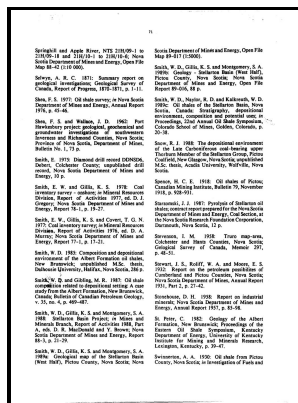 71
Springhill and Apple River, NTS 21H/09-1 to
21H/09-18 and 21H/10-1 to 21H/10-6; Nova
Scotia Department of Mines and Energy, Open File
Map 88-42 (1:10 000).
Selwyn, A. R. C. 1871: Summary report on
geological investigations; Geological Survey of
Canada, Report of Progress, 1870-1871, p. 1-11.
Shea, F. S. 1977: Oil shale survey; in Nova Scotia
Department of Mines and Energy, Annual Report
1976, p. 43-46.
Shea, F. S. and Wallace, J. D. 1962: Port
Hawkesbury project; geological, geochemical and
groundwater investigations of southwestern
Inverness and Richmond Counties, Nova Scotia;
Province of Nova Scotia, Department of Mines,
Bulletin No. 1, 72 p.
Smith, E. 1975: Diamond drill record DDNSD6,
Debert, Colchester County; unpublished drill
record, Nova Scotia Department of Mines and
Energy, 10 p.
Smith, E. W. and Gillis, K. S. 1978: Coal
inventory survey - onshore; in Mineral Resources
Division, Report of Activities 1977, ed. D. J.
Gregory; Nova Scotia Department of Mines and
Energy, Report 78-1, p. 19-27.
Smith, E. W., Gillis, K. S. and Covert, T. G. N.
1977: Coal inventory survey; in Mineral Resources
Division, Report of Activities 1976, ed. D. A.
Murray; Nova Scotia Department of Mines and
Energy, Report 77-1, p. 17-21.
Smith, W. D. 1985: Composition and depositional
environment of the Albert Formation oil shales,
New Brunswick; unpublished M.Sc. thesis,
Dalhousie University, Halifax, Nova Scotia, 286 p.
Smith, W. D. and Gibling, M. R. 1987: Oil shale
composition related to depositional setting: A case
study from the Albert Formation, New Brunswick,
Canada; Bulletin of Canadian Petroleum Geology,
v. 35, no. 4, p. 469-487.
Smith, W. D., Gillis, K. S. and Montgomery, S. A.
1988: Stellarton Basin Project; in Mines and
Minerals Branch, Report of Activities 1988, Part
A, eds. D. R. MacDonald and Y. Brown; Nova
Scotia Department of Mines and Energy, Report
88-3, p. 21-29.
Smith, W. D., Gillis, K. S. and Montgomery, S. A.
1989a: Geological map of the Stellarton Basin
(West Half), Pictou County, Nova Scotia; Nova
Scotia Department of Mines and Energy, Open File
Map 89-017 (1:5000).
Smith, W. D., Gillis, K. S. and Montgomery, S. A.
1989b: Geology - Stellarton Basin (West Half),
Pictou County, Nova Scotia; Nova Scotia
Department of Mines and Energy, Open File
Report 89-016, 88 p.
Smith, W. D., Naylor, R. D. and Kalkreuth, W. D.
1989: Oil shales of the Stellarton Basin, Nova
Scotia, Canada: Stratigraphy, depositional
environment, composition and potential uses; in
Proceedings, 22nd Annual Oil Shale Symposium,
Colorado School of Mines, Golden, Colorado, p.
20-38.
Snow, R. J. 1988: The depositional environment
of the Late Carboniferous coal-bearing upper
Thorburn Member of the Stellarton Group, Pictou
Coalfield, New Glasgow, Nova Scotia; unpublished
M.Sc. thesis, Acadia University, Wolfville, Nova
Scotia.
Spence, H. C. E. 1918: Oil shales of Pictou;
Canadian Mining Institute, Bulletin 79, November
1918, p. 928-931.
Starzomski, J. J. 1987: Pyrolysis of Stellarton oil
shales; contract report prepared for the Nova Scotia
Department of Mines and Energy, Coal Section, at
the Nova Scotia Research Foundation Corporation,
Dartmouth, Nova Scotia, 12 p.
Stevenson, I. M. 1958: Truro map-area,
Colchester and Hants Counties, Nova Scotia;
Geological Survey of Canada, Memoir 297,
p. 48-51.
Stewart, J. S., Rolliff, W. A. and Moore, E. S.
1932: Report on the petroleum possibilities of
Cumberland and Pictou Counties, Nova Scotia;
Nova Scotia Department of Mines, Annual Report
1931, Part 2, p. 27-42.
Stonehouse, D. H. 1938: Report on industrial
minerals; Nova Scotia Department of Mines and
Energy, Annual Report 1937, p. 83-98.
St. Peter, C. 1982: Geology of the Albert
Formation, New Brunswick; Proceedings of the
Eastern Oil Shale Symposium, Kentucky
Department of Energy, University of Kentucky
Institute for Mining and Minerals Research,
Lexington, Kentucky, p. 39-47.
Swinnerton, A. A. 1930: Oil shale from Pictou
County, Nova Scotia; in Investigation of Fuels and